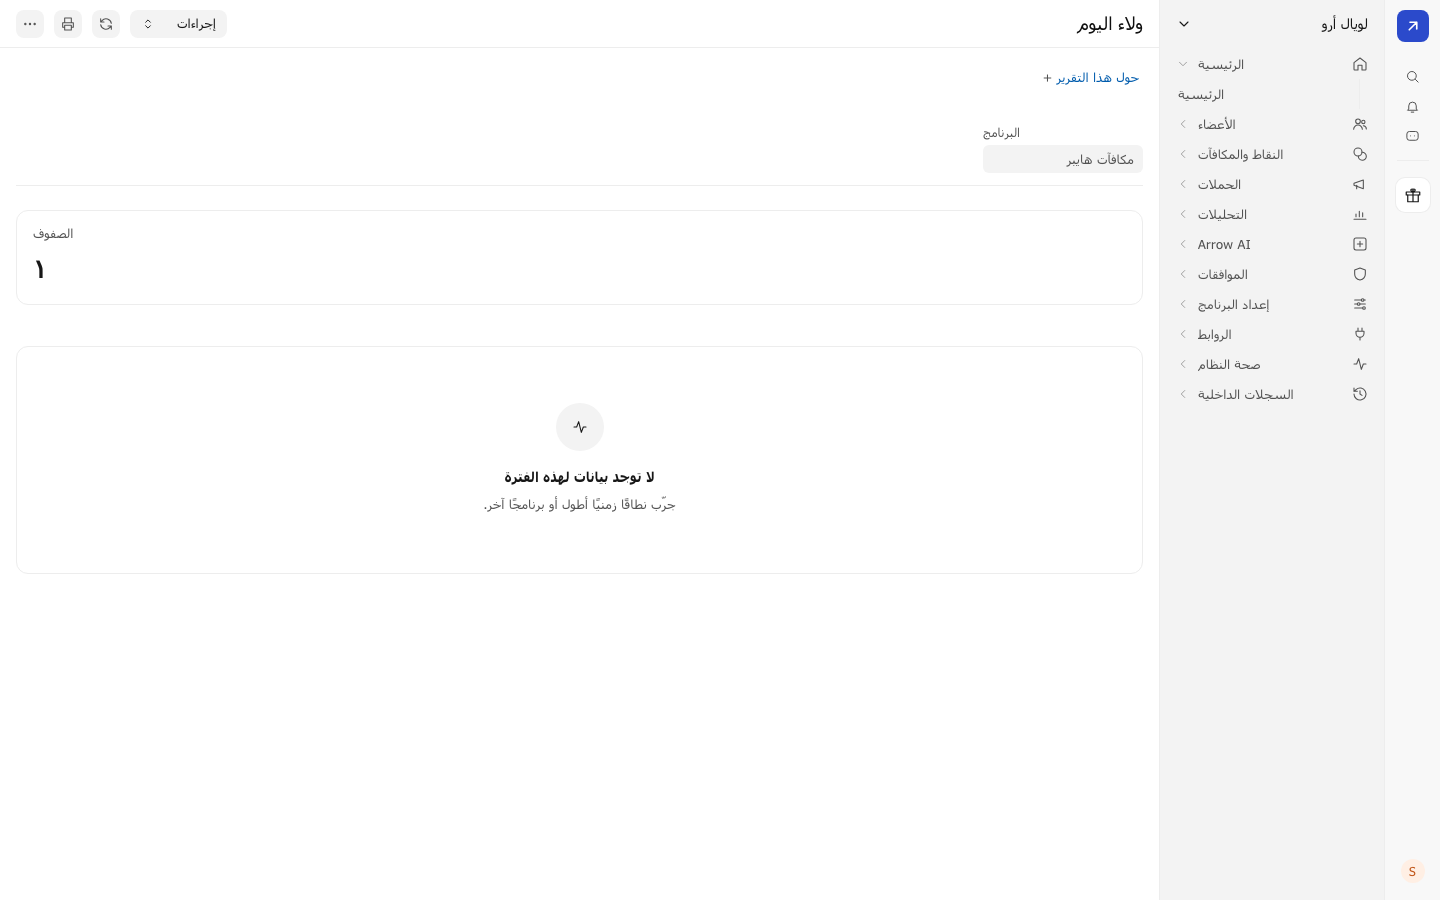 لويال أرو
الرئيسية
الرئيسية
الأعضاء
النقاط والمكافآت
الحملات
التحليلات
Arrow AI
الموافقات
إعداد البرنامج
الروابط
صحة النظام
السجلات الداخلية
S
ولاء اليوم
إجراءات
حول هذا التقرير +
البرنامج
مكافآت هايبر
الصفوف
١
لا توجد بيانات لهذه الفترة
جرّب نطاقًا زمنيًا أطول أو برنامجًا آخر.